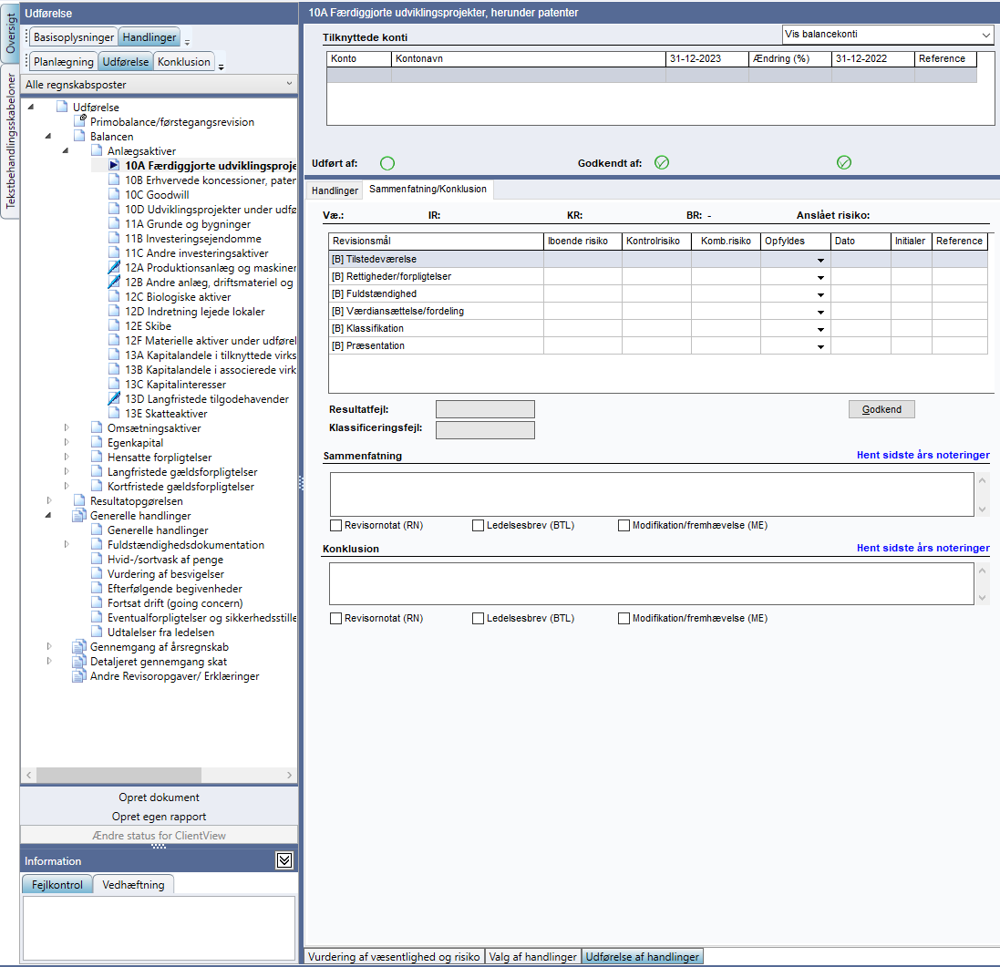 Oversigt
Tekstbehandlingsskabeloner
Udførelse
Basisoplysninger Handlinger
Planlægning Udførelse Konklusion
Alle regnskabsposter
Udførelse
Primobalance/førstegangsrevision
Balancen
Anlægsaktiver
10A Færdiggjorte udviklingsproje
10B Erhvervede koncessioner, pater
10C Goodwill
10D Udviklingsprojekter under udfø
11A Grunde og bygninger
11B Investeringsejendomme
11C Andre investeringsaktiver
12A Produktionsanlæg og maskiner
12B Andre anlæg, driftsmateriel og
12C Biologiske aktiver
12D Indretning lejede lokaler
12E Skibe
12F Materielle aktiver under udførel
13A Kapitalandele i tilknyttede virks
13B Kapitalandele i associerede virk
13C Kapitalinteresser
13D Langfristede tilgodehavender
13E Skatteaktiver
Omsætningsaktiver
Egenkapital
Hensatte forpligtelser
Langfristede gældsforpligtelser
Kortfristede gældsforpligtelser
Resultatopgørelsen
Generelle handlinger
Generelle handlinger
Fuldstændighedsdokumentation
Hvid-/sortvask af penge
Vurdering af besvigelser
Efterfølgende begivenheder
Fortsat drift (going concern)
Eventualforpligtelser og sikkerhedsstille
Udtalelser fra ledelsen
Gennemgang af årsregnskab
Detaljeret gennemgang skat
Andre Revisoropgaver/ Erklæringer
Opret dokument
Opret egen rapport
Ændre status for ClientView
Information
Fejlkontrol Vedhæftning
10A Færdiggjorte udviklingsprojekter, herunder patenter
Tilknyttede konti Vis balancekonti
Konto Kontonavn 31-12-2023 Ændring (%) 31-12-2022 Reference
Udført af: Godkendt af:
Handlinger Sammenfatning/Konklusion
Væ.: IR: KR: BR: - Anslået risiko:
Revisionsmål Iboende risiko Kontrolrisiko Komb.risiko Opfyldes Dato Initialer Reference
[B] Tilstedeværelse
[B] Rettigheder/forpligtelser
[B] Fuldstændighed
[B] Værdiansættelse/fordeling
[B] Klassifikation
[B] Præsentation
Resultatfejl: Godkend
Klassificeringsfejl:
Sammenfatning Hent sidste års noteringer
Revisornotat (RN) Ledelsesbrev (BTL) Modifikation/fremhævelse (ME)
Konklusion Hent sidste års noteringer
Revisornotat (RN) Ledelsesbrev (BTL) Modifikation/fremhævelse (ME)
Vurdering af væsentlighed og risiko Valg af handlinger Udførelse af handlinger